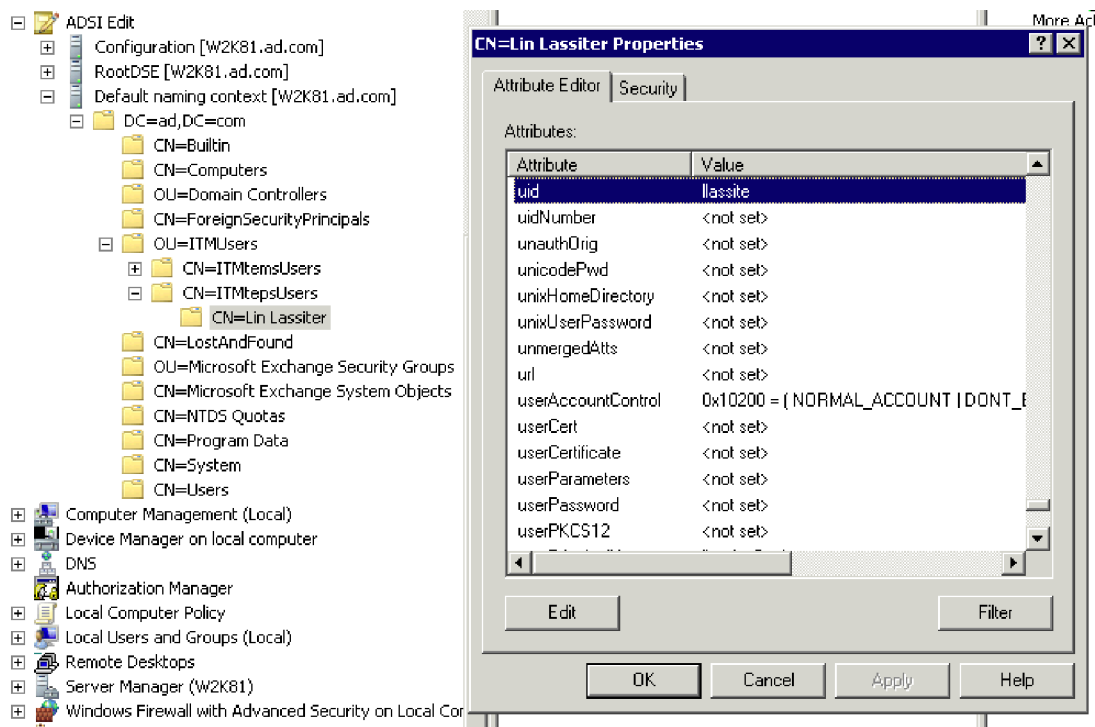 ADSI Edit
Configuration [W2K81.ad.com]
RootDSE [W2K81.ad.com]
Default naming context [W2K81.ad.com]
DC=ad,DC=com
CN=Builtin
CN=Computers
OU=Domain Controllers
CN=ForeignSecurityPrincipals
OU=ITMUsers
CN=ITMtemsUsers
CN=ITMtepsUsers
CN=Lin Lassiter
CN=LostAndFound
OU=Microsoft Exchange Security Groups
CN=Microsoft Exchange System Objects
CN=NTDS Quotas
CN=Program Data
CN=System
CN=Users
Computer Management (Local)
Device Manager on local computer
DNS
Authorization Manager
Local Computer Policy
Local Users and Groups (Local)
Remote Desktops
Server Manager (W2K81)
Windows Firewall with Advanced Security on Local Cor
More Act
CN=Lin Lassiter Properties
Attribute Editor Security
Attributes:
Attribute Value
uid llassite
uidNumber <not set>
unauthOrig <not set>
unicodePwd <not set>
unixHomeDirectory <not set>
unixUserPassword <not set>
unmergedAtts <not set>
url <not set>
userAccountControl 0x10200 = ( NORMAL_ACCOUNT | DONT_E
userCert <not set>
userCertificate <not set>
userParameters <not set>
userPassword <not set>
userPKCS12 <not set>
Edit Filter
OK Cancel Apply Help